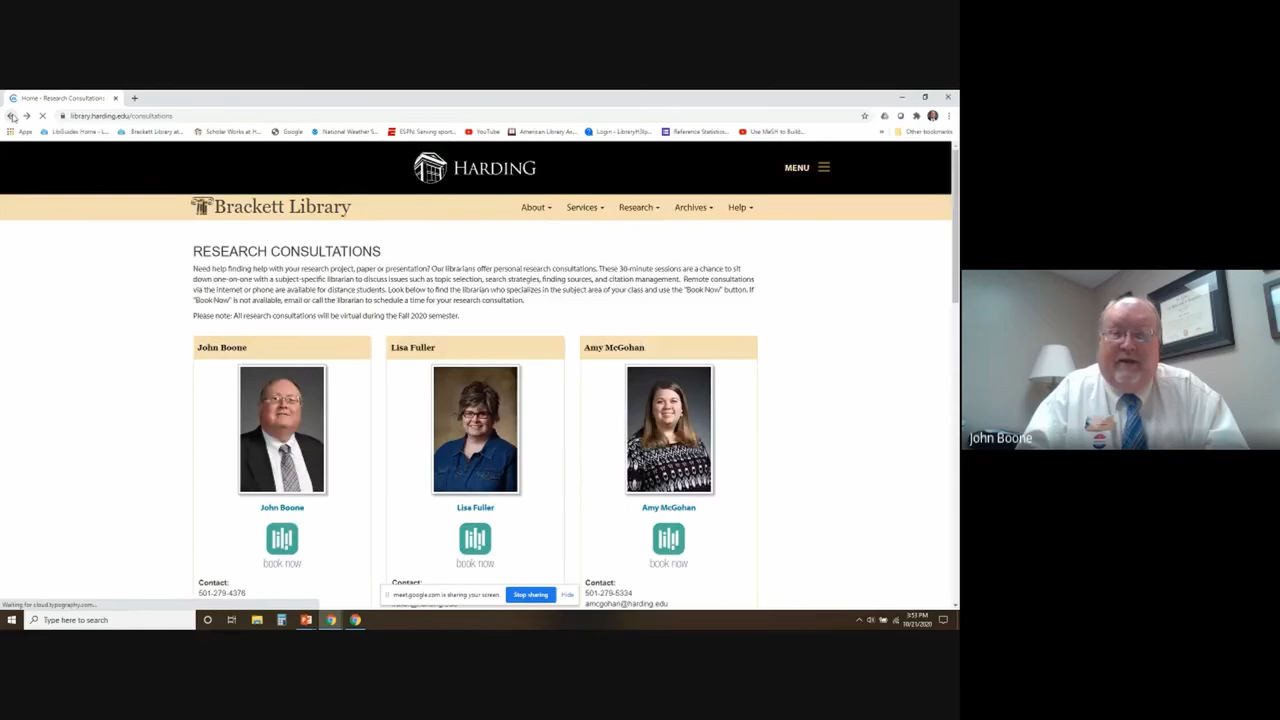 Home - Research Consultations
library.harding.edu/consultations
Apps LibGuides Home - L... Brackett Library at... Scholar Works at H... Google National Weather S... ESPN: Serving sport... YouTube American Library As... Login - LibraryH3lp... Reference Statistics... Use MeSH to Build... » Other bookmarks
HARDING
MENU
Brackett Library
About Services Research Archives Help
RESEARCH CONSULTATIONS
Need help finding help with your research project, paper or presentation? Our librarians offer personal research consultations. These 30-minute sessions are a chance to sit
down one-on-one with a subject-specific librarian to discuss issues such as topic selection, search strategies, finding sources, and citation management. Remote consultations
via the internet or phone are available for distance students. Look below to find the librarian who specializes in the subject area of your class and use the "Book Now" button. If
"Book Now" is not available, email or call the librarian to schedule a time for your research consultation.
Please note: All research consultations will be virtual during the Fall 2020 semester.
John Boone Lisa Fuller Amy McGohan
John Boone Lisa Fuller Amy McGohan
book now book now book now
Contact: Contact: Contact:
501-279-4376 501-279-5334
amcgohan@harding.edu
meet.google.com is sharing your screen. Stop sharing Hide
Waiting for cloud.typography.com...
Type here to search
3:53 PM
10/21/2020
John Boone